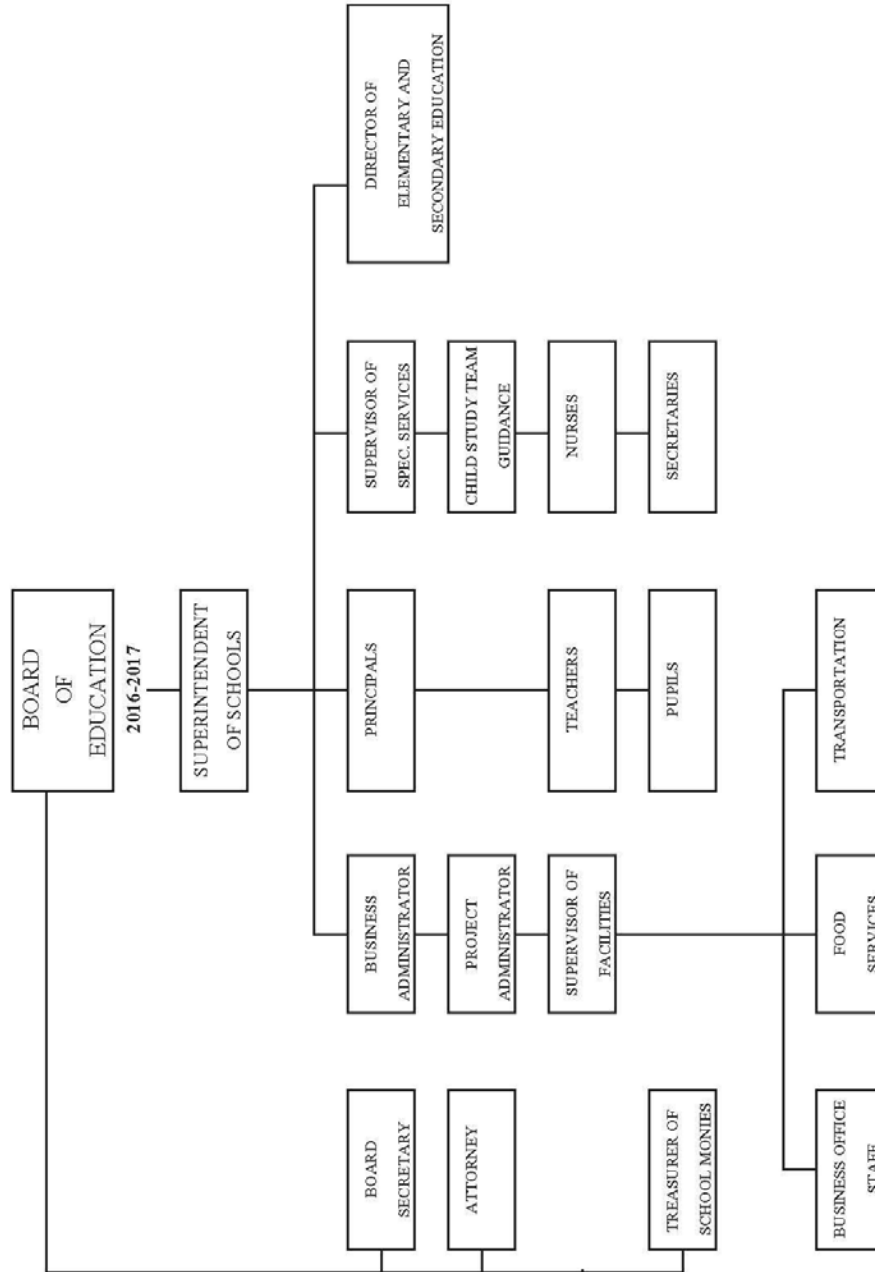 BOARD
OF
EDUCATION
2016-2017
SUPERINTENDENT
OF SCHOOLS
BOARD
SECRETARY
BUSINESS
ADMINISTRATOR
PRINCIPALS
SUPERVISOR OF
SPEC. SERVICES
DIRECTOR OF
ELEMENTARY AND
SECONDARY EDUCATION
ATTORNEY
PROJECT
ADMINISTRATOR
CHILD STUDY TEAM
GUIDANCE
SUPERVISOR OF
FACILITIES
TEACHERS
NURSES
TREASURER OF
SCHOOL MONIES
PUPILS
SECRETARIES
BUSINESS OFFICE
STAFF
FOOD
SERVICES
TRANSPORTATION